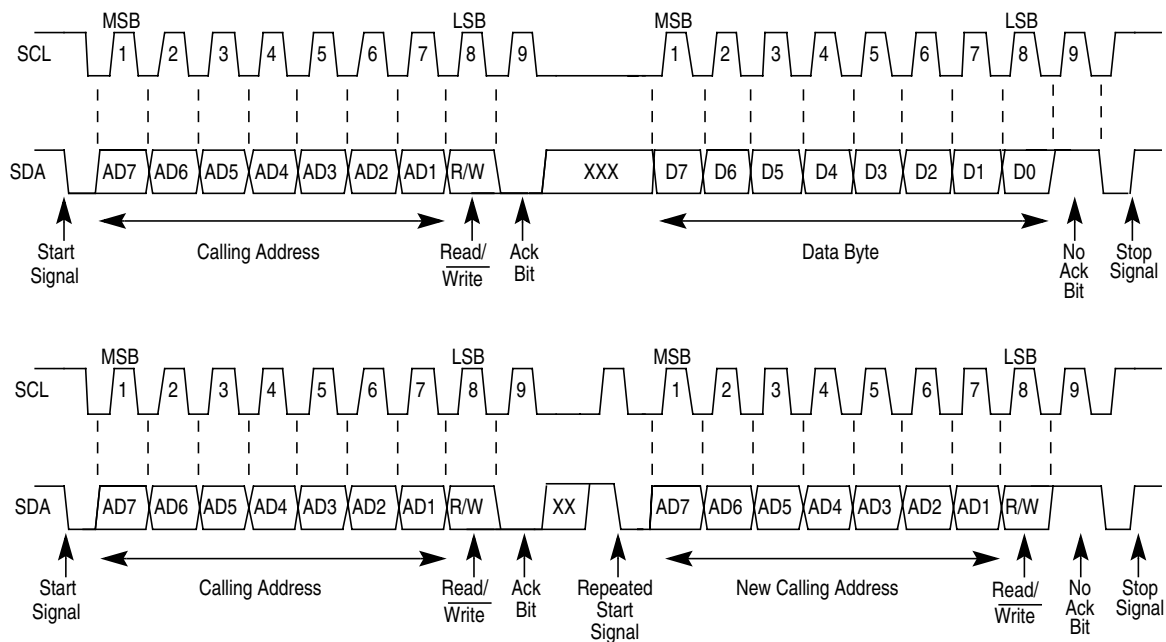 MSB LSB MSB LSB
SCL 1 2 3 4 5 6 7 8 9 1 2 3 4 5 6 7 8 9
SDA AD7 AD6 AD5 AD4 AD3 AD2 AD1 R/W XXX D7 D6 D5 D4 D3 D2 D1 D0
Start
Signal
Calling Address
Read/
Write
Ack
Bit
Data Byte
No
Ack
Bit
Stop
Signal
MSB LSB MSB LSB
SCL 1 2 3 4 5 6 7 8 9 1 2 3 4 5 6 7 8 9
SDA AD7 AD6 AD5 AD4 AD3 AD2 AD1 R/W XX AD7 AD6 AD5 AD4 AD3 AD2 AD1 R/W
Start
Signal
Calling Address
Read/
Write
Ack
Bit
Repeated
Start
Signal
New Calling Address
Read/
Write
No
Ack
Bit
Stop
Signal